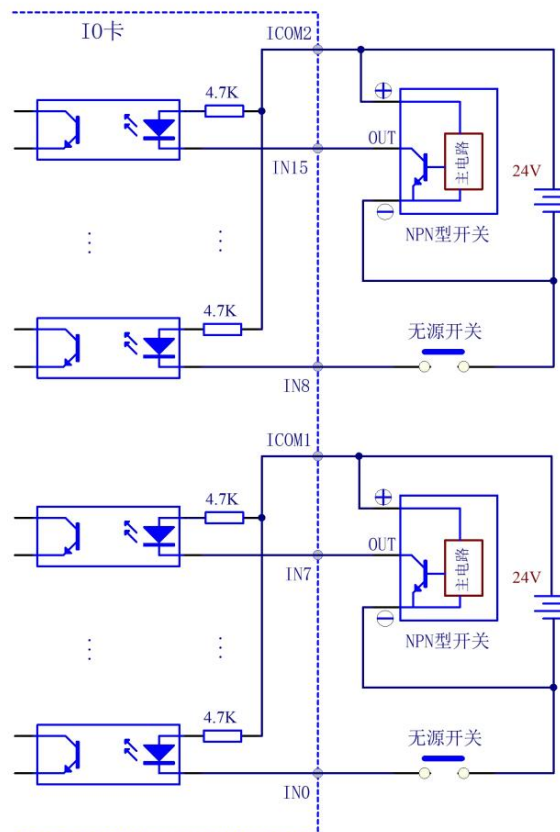 IO卡
ICOM2
4.7K
OUT
IN15
主电路
24V
NPN型开关
4.7K
无源开关
IN8
ICOM1
4.7K
OUT
IN7
主电路
24V
NPN型开关
4.7K
无源开关
IN0